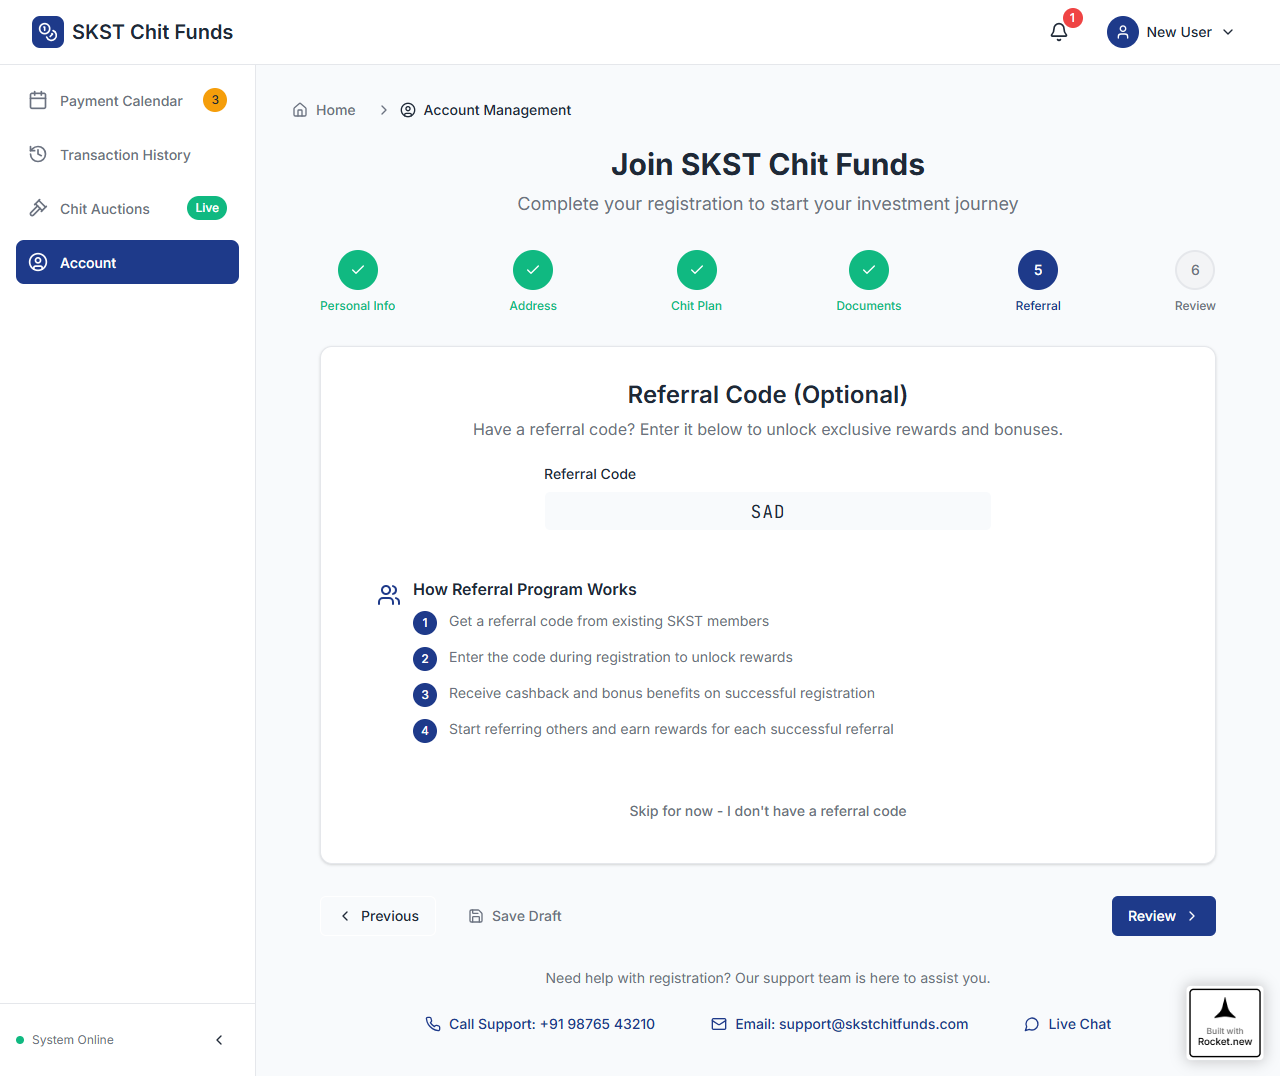 SKST Chit Funds
1
New User
Payment Calendar
3
Transaction History
Chit Auctions
Live
Account
Home
Account Management
Join SKST Chit Funds
Complete your registration to start your investment journey
5
6
Personal Info
Address
Chit Plan
Documents
Referral
Review
Referral Code (Optional)
Have a referral code? Enter it below to unlock exclusive rewards and bonuses.
Referral Code
SAD
How Referral Program Works
1 Get a referral code from existing SKST members
2 Enter the code during registration to unlock rewards
3 Receive cashback and bonus benefits on successful registration
4 Start referring others and earn rewards for each successful referral
Skip for now - I don't have a referral code
Previous
Save Draft
Review
Need help with registration? Our support team is here to assist you.
Call Support: +91 98765 43210
Email: support@skstchitfunds.com
Live Chat
System Online
Built with
Rocket.new